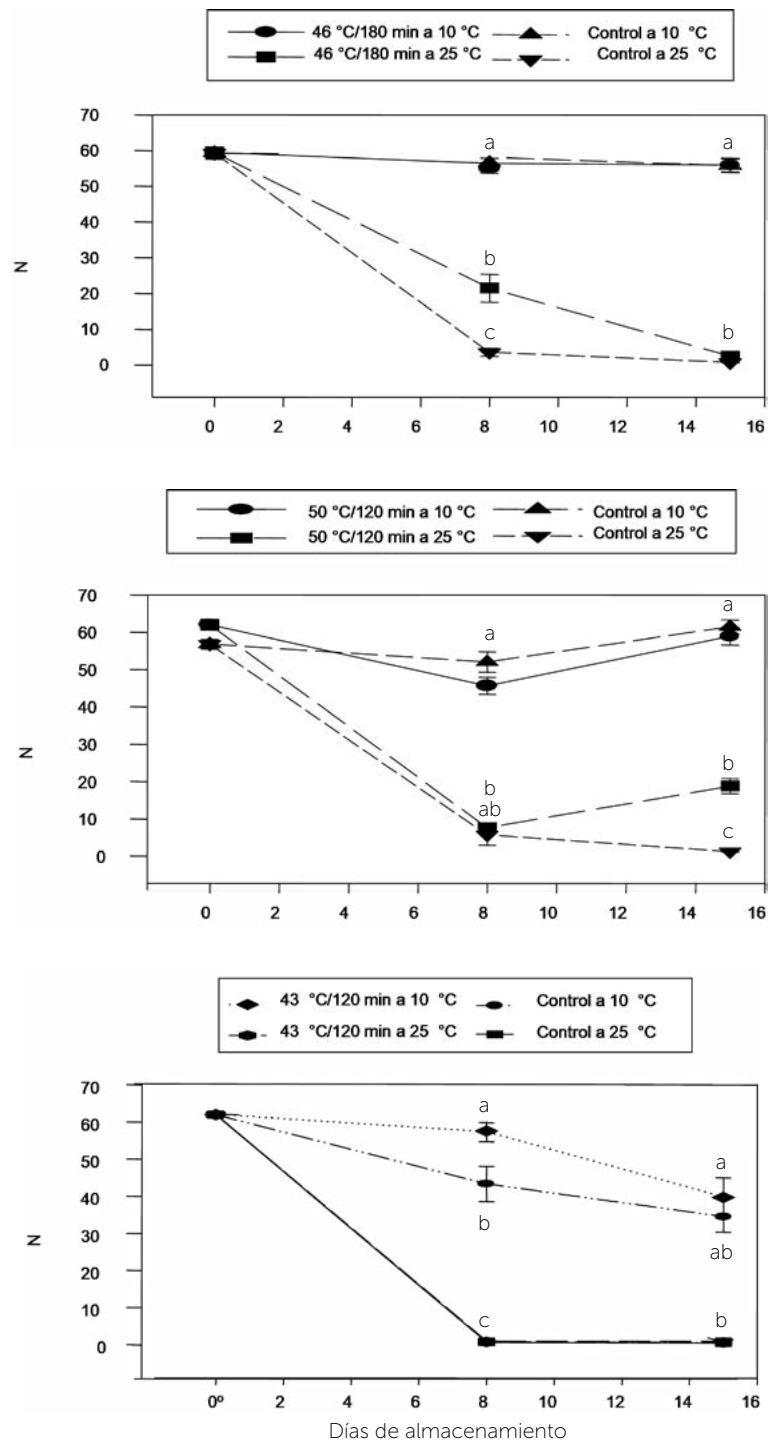 46 °C/180 min a 10 °C Control a 10 °C
46 °C/180 min a 25 °C Control a 25 °C
70
60
50
40
30
20
10
0
N
a a
b
c b
0 2 4 6 8 10 12 14 16
50 °C/120 min a 10 °C Control a 10 °C
50 °C/120 min a 25 °C Control a 25 °C
70
60
50
40
30
20
10
0
N
a a
b b
ab
c
0 2 4 6 8 10 12 14 16
43 °C/120 min a 10 °C Control a 10 °C
43 °C/120 min a 25 °C Control a 25 °C
70
60
50
40
30
20
10
0
N
a
a
b
ab
c b
0º 2 4 6 8 10 12 14 16
Días de almacenamiento